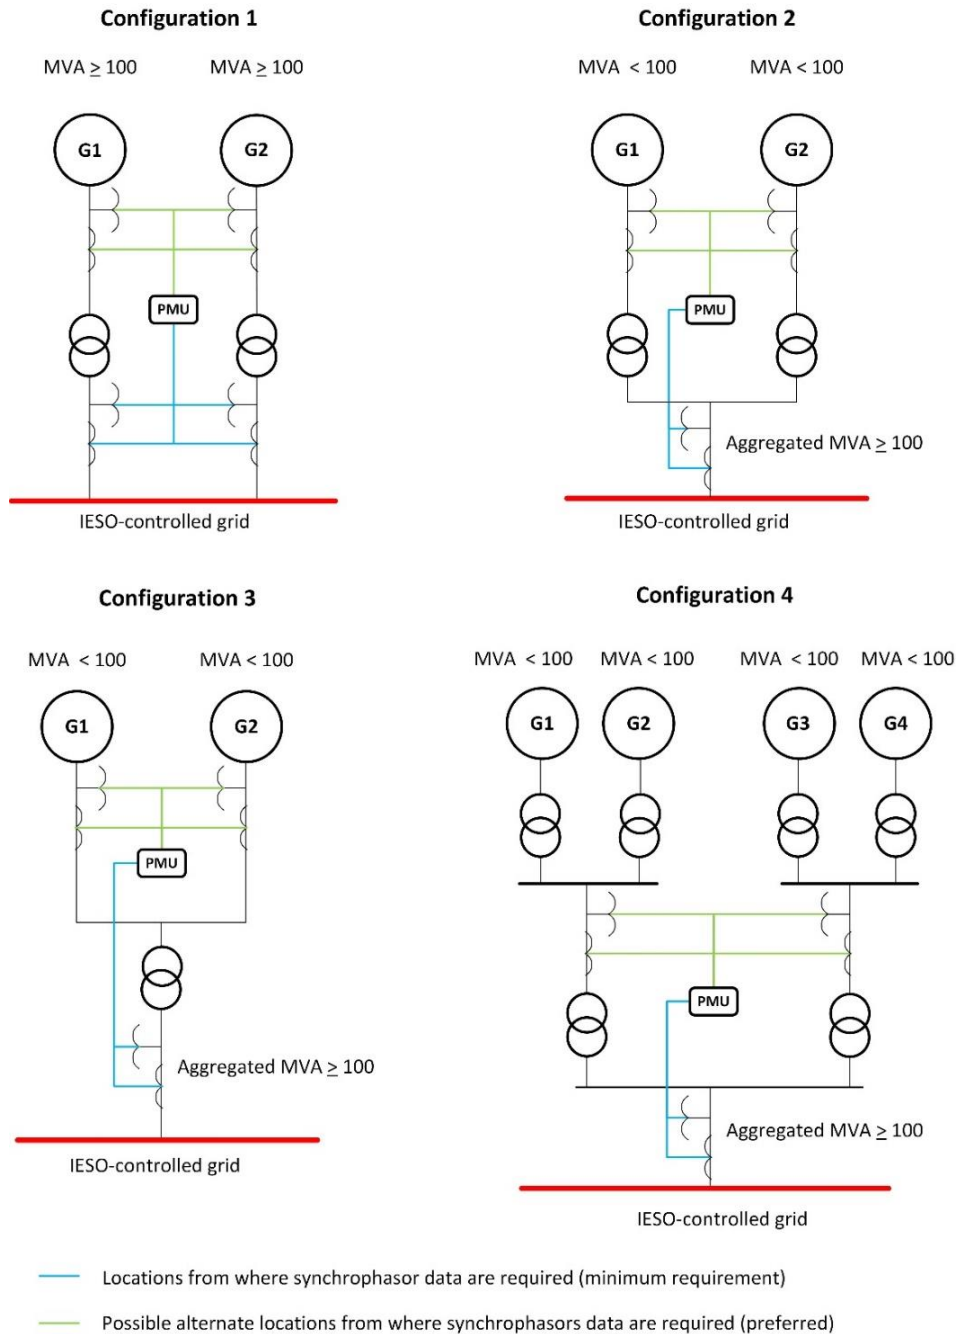 Configuration 1
MVA ≥ 100 MVA ≥ 100
G1 G2
PMU
IESO-controlled grid
Configuration 2
MVA < 100 MVA < 100
G1 G2
PMU
Aggregated MVA ≥ 100
IESO-controlled grid
Configuration 3
MVA < 100 MVA < 100
G1 G2
PMU
Aggregated MVA ≥ 100
IESO-controlled grid
Configuration 4
MVA < 100 MVA < 100 MVA < 100 MVA < 100
G1 G2 G3 G4
PMU
Aggregated MVA ≥ 100
IESO-controlled grid
Locations from where synchrophasor data are required (minimum requirement)
Possible alternate locations from where synchrophasors data are required (preferred)